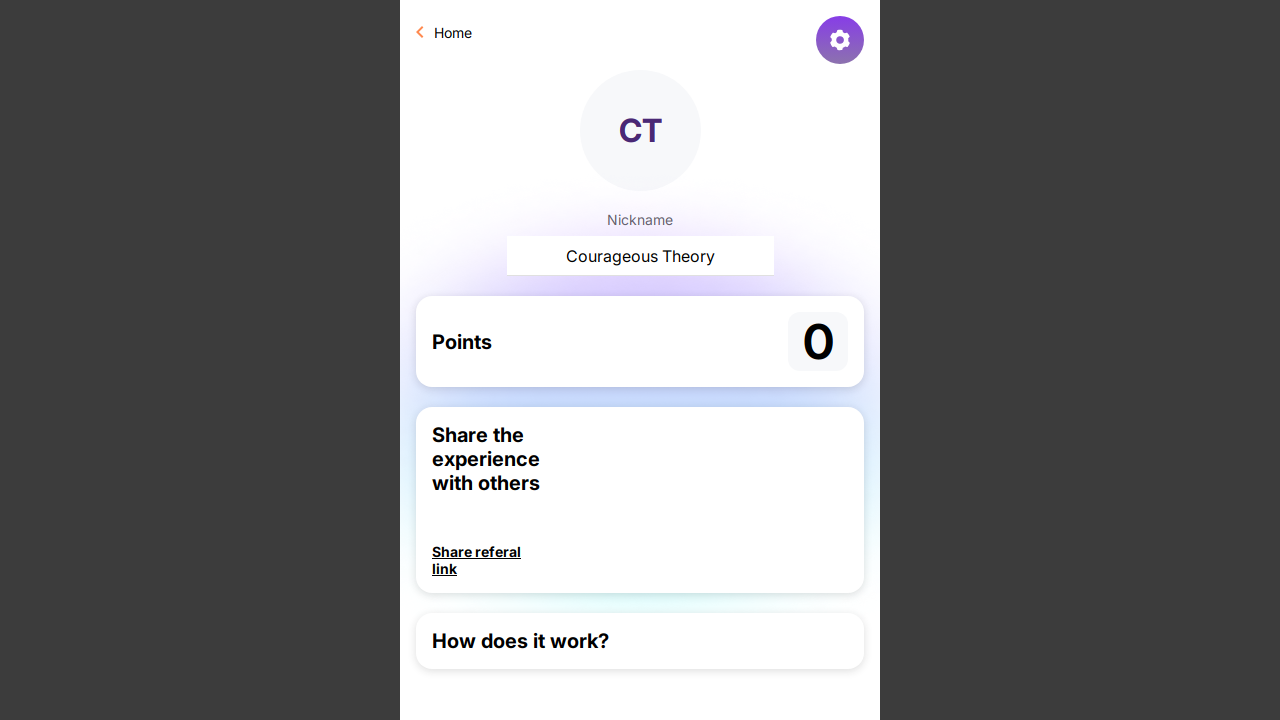 Home
CT
Nickname
Courageous Theory
Points
0
Share the
experience
with others
Share referal
link
How does it work?